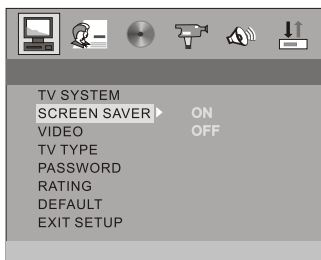 TV SYSTEM
SCREEN SAVER ON
VIDEO OFF
TV TYPE
PASSWORD
RATING
DEFAULT
EXIT SETUP